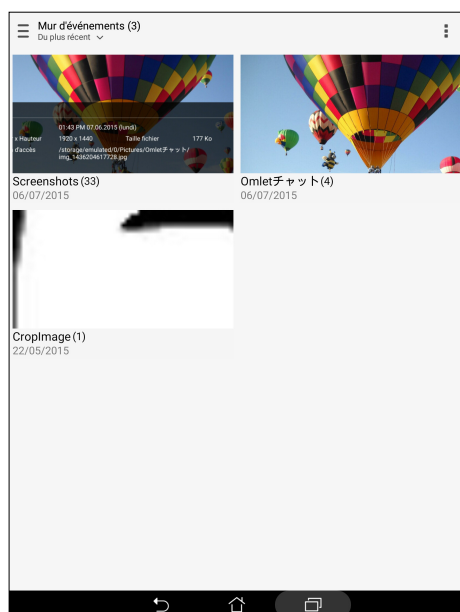 Mur d'événements (3)
Du plus récent
01:43 PM 07.06.2015 (lundi)
x Hauteur 1920 x 1440 Taille fichier 177 Ko
d'accès /storage/emulated/0/Pictures/Omletチャット/
img_1436204617728.jpg
Screenshots (33)
06/07/2015
Omletチャット(4)
06/07/2015
CropImage (1)
22/05/2015